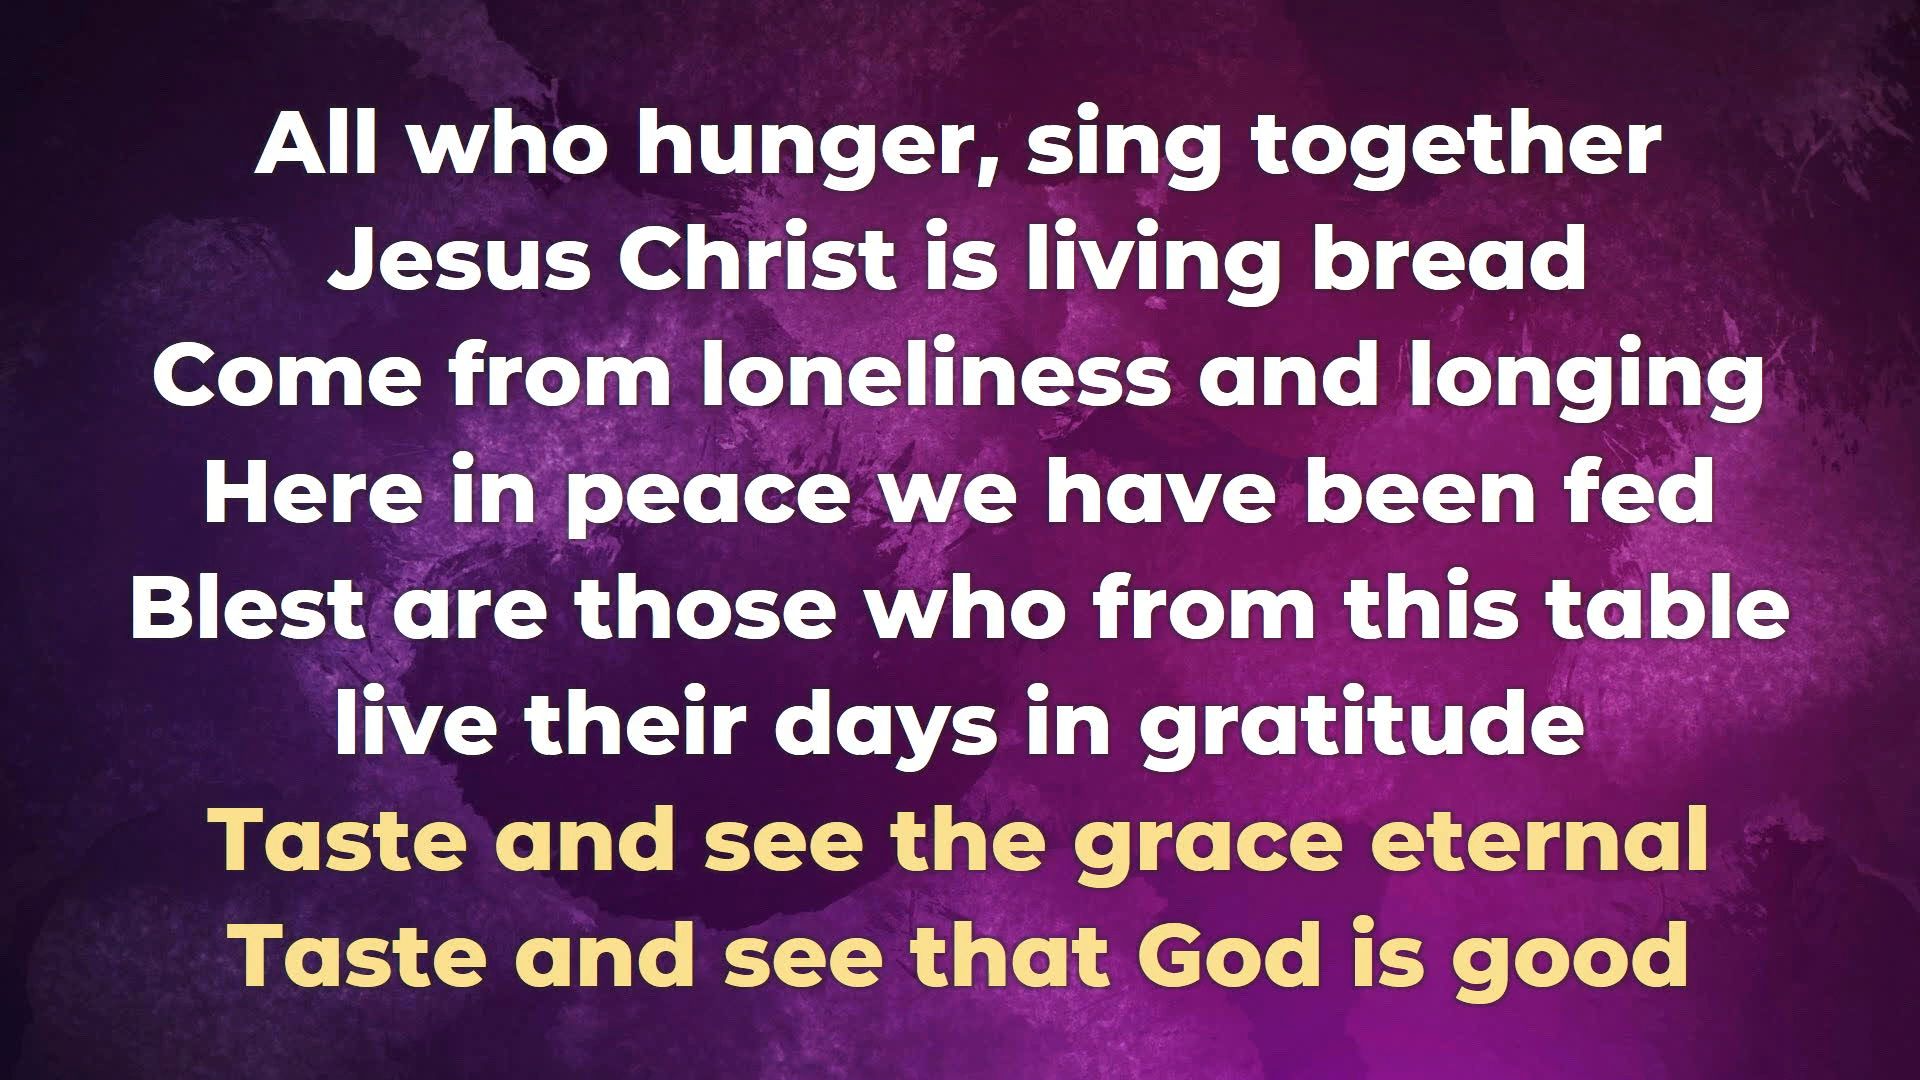 All who hunger, sing together
Jesus Christ is living bread
Come from loneliness and longing
Here in peace we have been fed
Blest are those who from this table
live their days in gratitude
Taste and see the grace eternal
Taste and see that God is good